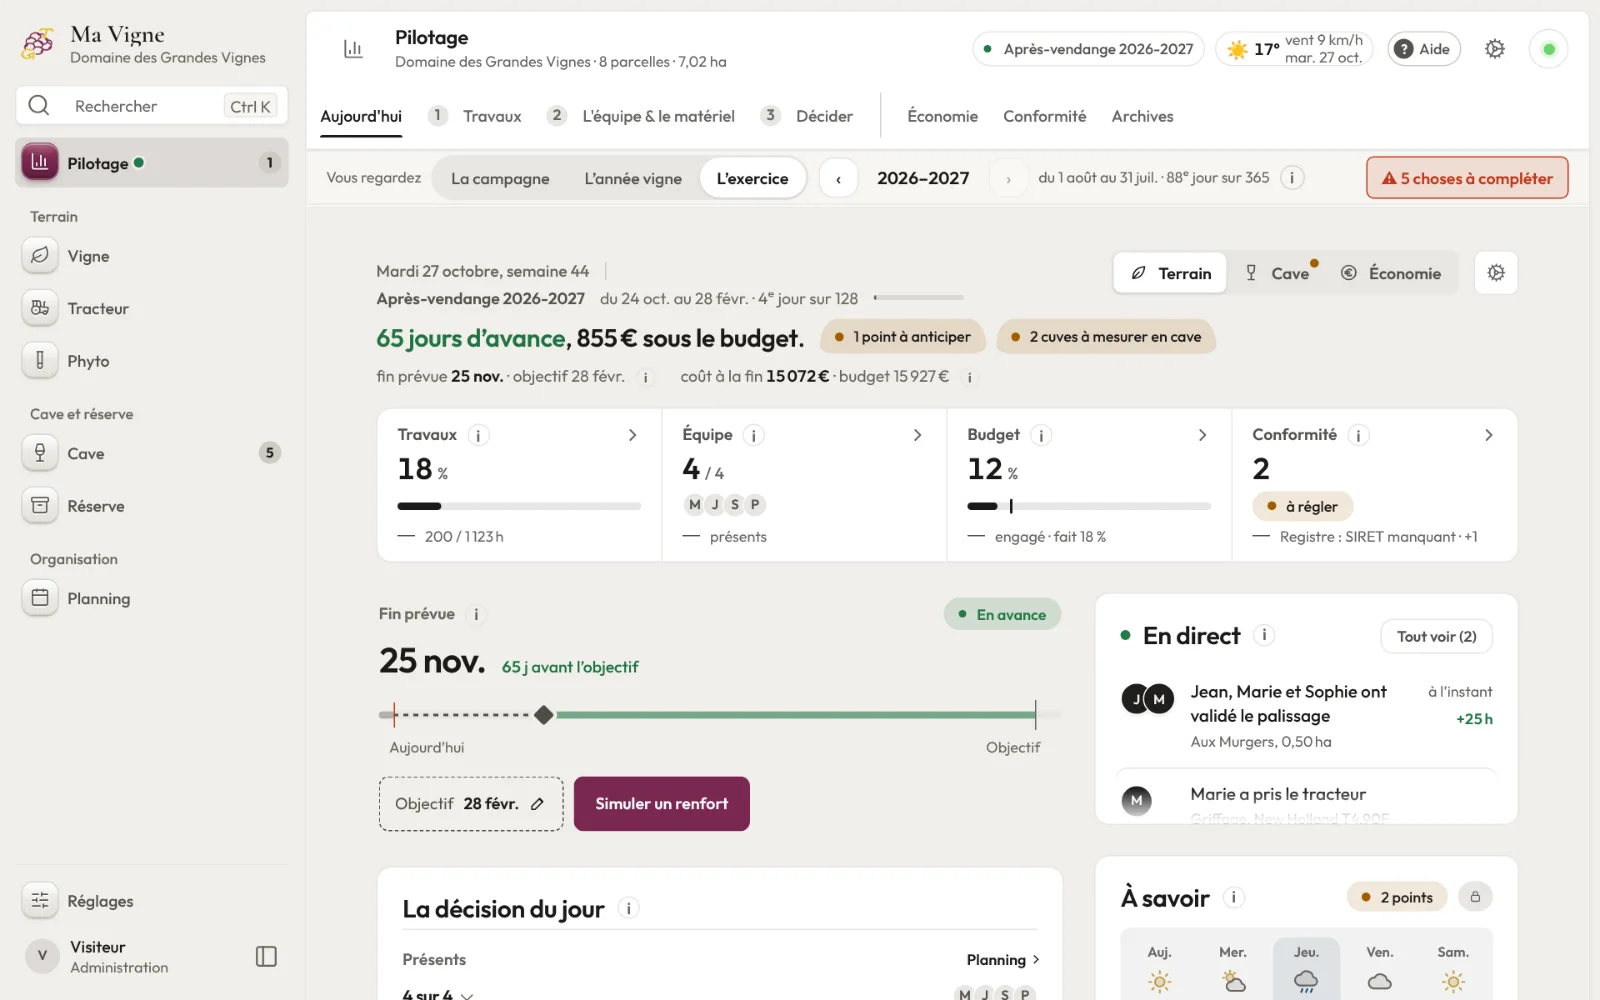 Ma Vigne
Domaine des Grandes Vignes
Rechercher
Ctrl K
Pilotage
1
Terrain
Vigne
Tracteur
Phyto
Cave et réserve
Cave
5
Réserve
Organisation
Planning
Réglages
V
Visiteur
Administration
Pilotage
Domaine des Grandes Vignes · 8 parcelles · 7,02 ha
Après-vendange 2026-2027
17°
vent 9 km/h
mar. 27 oct.
? Aide
Aujourd'hui
1 Travaux
2 L'équipe & le matériel
3 Décider
Économie
Conformité
Archives
Vous regardez
La campagne
L'année vigne
L'exercice
‹
2026–2027
›
du 1 août au 31 juil. · 88e jour sur 365
i
5 choses à compléter
Mardi 27 octobre, semaine 44
Après-vendange 2026-2027 du 24 oct. au 28 févr. · 4e jour sur 128
Terrain
Cave
Économie
65 jours d’avance, 855 € sous le budget.
1 point à anticiper
2 cuves à mesurer en cave
fin prévue 25 nov. · objectif 28 févr. i
coût à la fin 15 072 € · budget 15 927 € i
Travaux i
18 %
200 / 1 123 h
Équipe i
4 / 4
M J S P
présents
Budget i
12 %
engagé · fait 18 %
Conformité i
2
à régler
Registre : SIRET manquant · +1
Fin prévue i
En avance
25 nov. 65 j avant l’objectif
Aujourd’hui
Objectif
Objectif 28 févr.
Simuler un renfort
En direct i
Tout voir (2)
J M
Jean, Marie et Sophie ont
validé le palissage
Aux Murgers, 0,50 ha
à l’instant
+25 h
M
Marie a pris le tracteur
Griffage, New Holland T4.90F
La décision du jour i
Présents
Planning
4 sur 4
M J S P
À savoir i
2 points
Auj.
Mer.
Jeu.
Ven.
Sam.